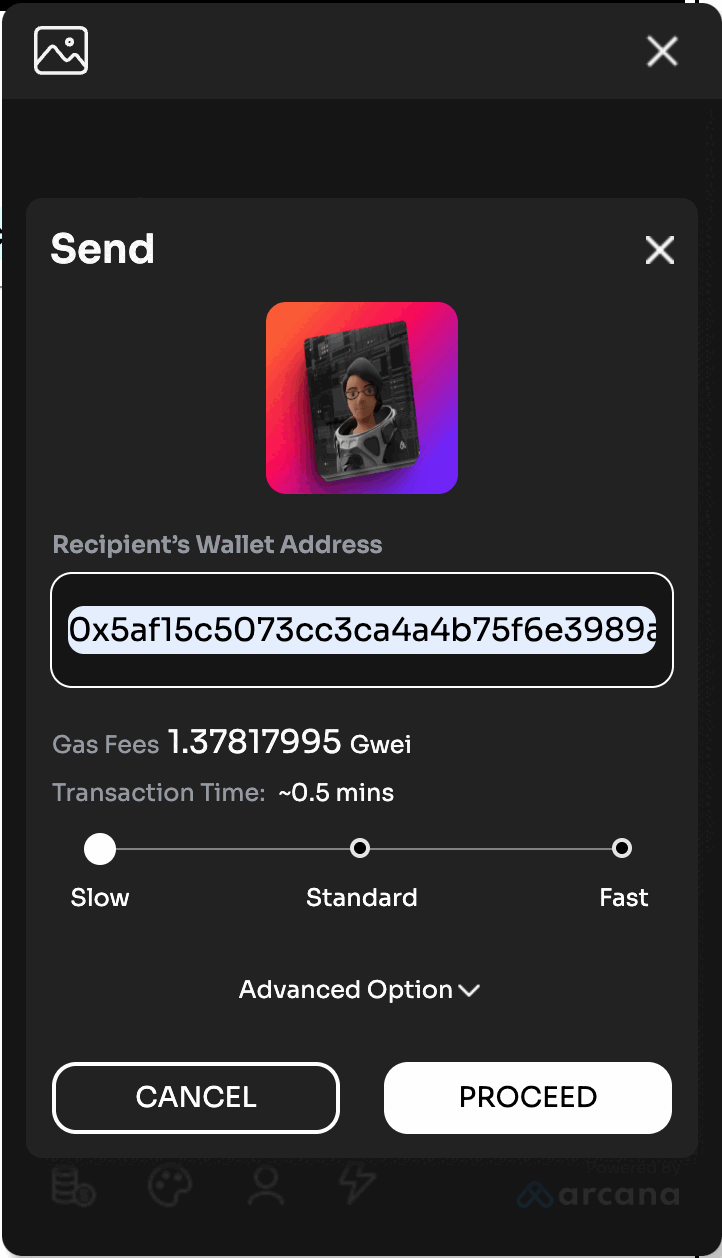 Send
Recipient’s Wallet Address
0x5af15c5073cc3ca4a4b75f6e3989a
Gas Fees 1.37817995 Gwei
Transaction Time: ~0.5 mins
Slow Standard Fast
Advanced Option
CANCEL PROCEED
Powered By
arcana